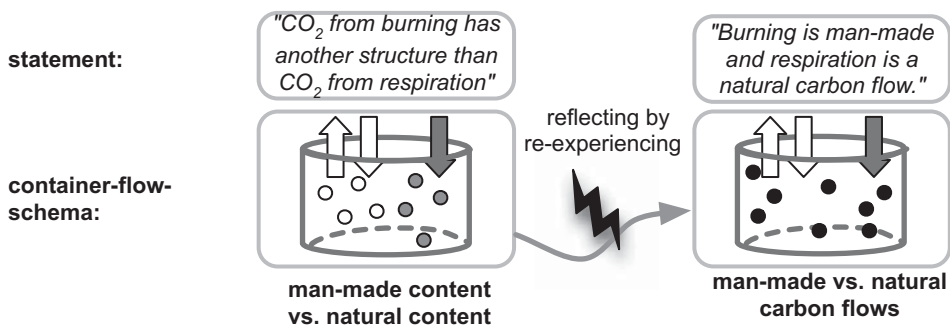 statement:
"CO2 from burning has
another structure than
CO2 from respiration"
"Burning is man-made
and respiration is a
natural carbon flow."
reflecting by
re-experiencing
container-flow-
schema:
man-made content
vs. natural content
man-made vs. natural
carbon flows